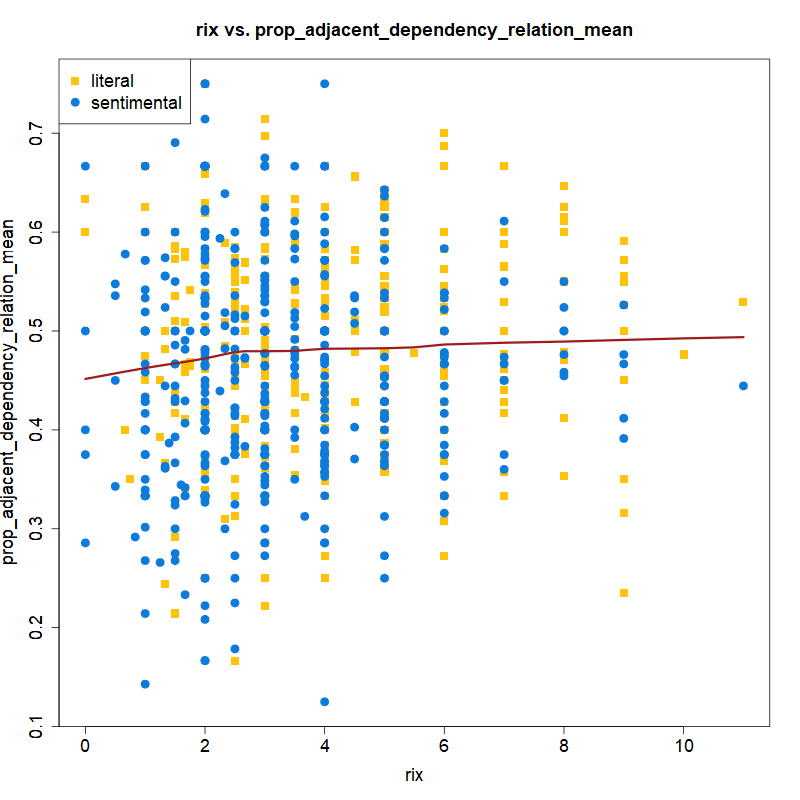 rix vs. prop_adjacent_dependency_relation_mean
literal
sentimental
prop_adjacent_dependency_relation_mean
0.7
0.6
0.5
0.4
0.3
0.2
0.1
0 2 4 6 8 10
rix